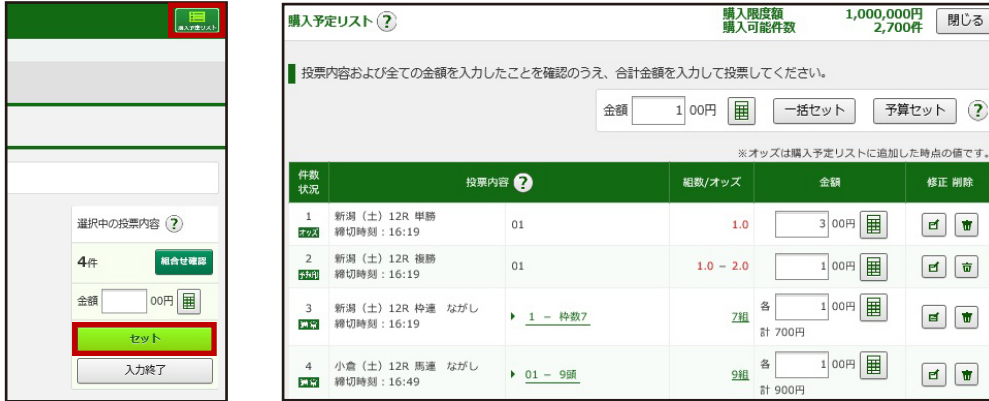 購入予定リスト
選択中の投票内容 ?
4件 組合せ確認
金額 00円
セット
入力終了
購入予定リスト ?
購入限度額 1,000,000円
購入可能件数 2,700件
閉じる
投票内容および全ての金額を入力したことを確認のうえ、合計金額を入力して投票してください。
金額 1 00円 一括セット 予算セット ?
※オッズは購入予定リストに追加した時点の値です。
件数 状況 投票内容 ? 組数/オッズ 金額 修正 削除
1 新潟（土）12R 単勝 01 1.0 3 00円
オッズ 締切時刻：16:19
2 新潟（土）12R 複勝 01 1.0 － 2.0 1 00円
締切時刻：16:19
3 新潟（土）12R 枠連 ながし 1 － 枠数7 7組 各 1 00円
通常 締切時刻：16:19 計 700円
4 小倉（土）12R 馬連 ながし 01 － 9頭 9組 各 1 00円
通常 締切時刻：16:49 計 900円